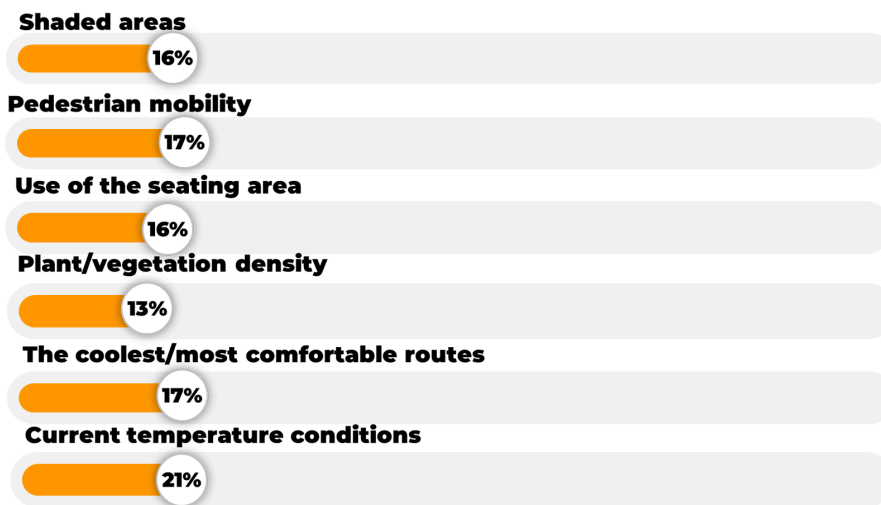 Shaded areas
16%
Pedestrian mobility
17%
Use of the seating area
16%
Plant/vegetation density
13%
The coolest/most comfortable routes
17%
Current temperature conditions
21%